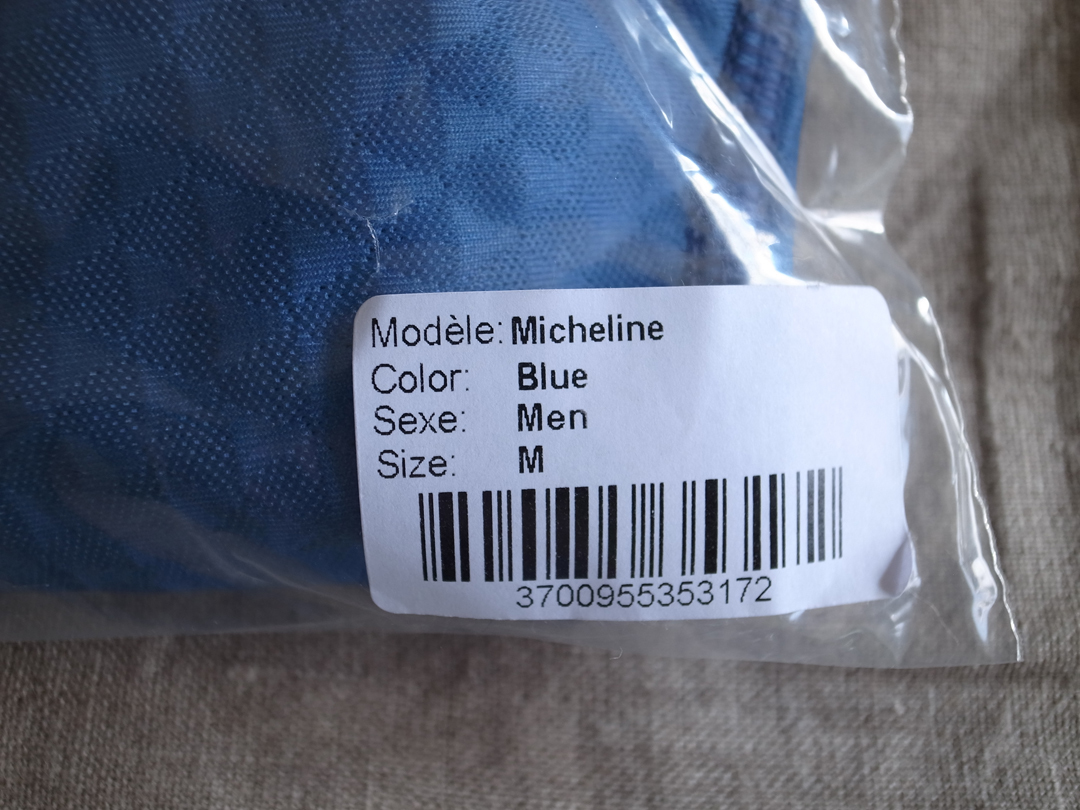 Modèle: Micheline
Color: Blue
Sexe: Men
Size: M
3700955353172